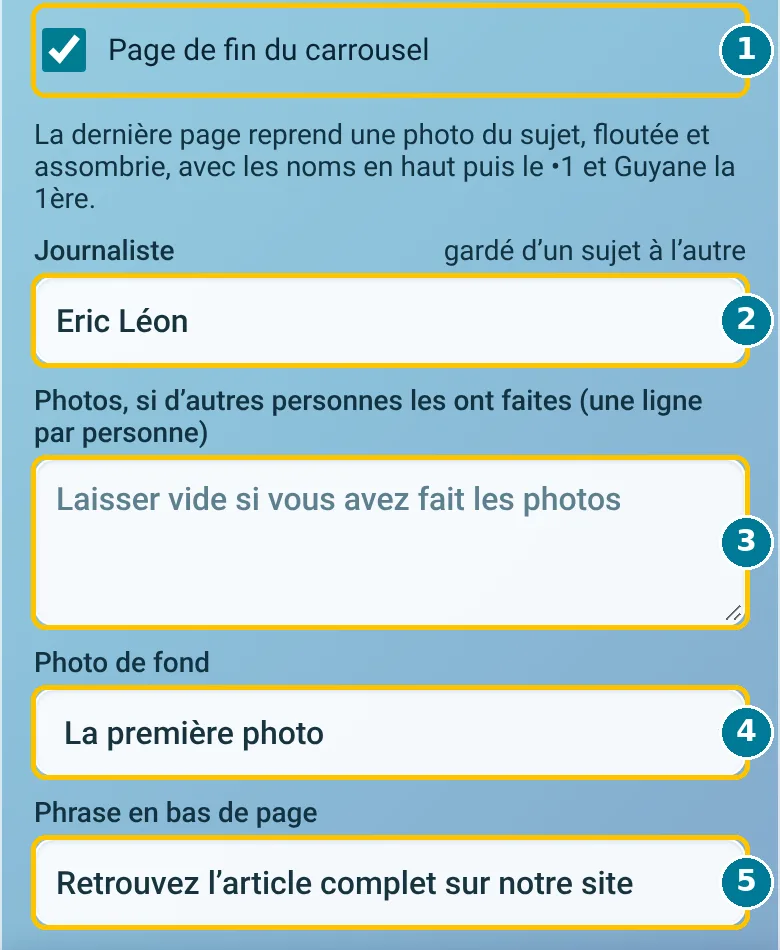 Page de fin du carrousel
1
La dernière page reprend une photo du sujet, floutée et
assombrie, avec les noms en haut puis le •1 et Guyane la
1ère.
Journaliste gardé d’un sujet à l’autre
Eric Léon
2
Photos, si d’autres personnes les ont faites (une ligne
par personne)
Laisser vide si vous avez fait les photos
3
Photo de fond
La première photo
4
Phrase en bas de page
Retrouvez l’article complet sur notre site
5